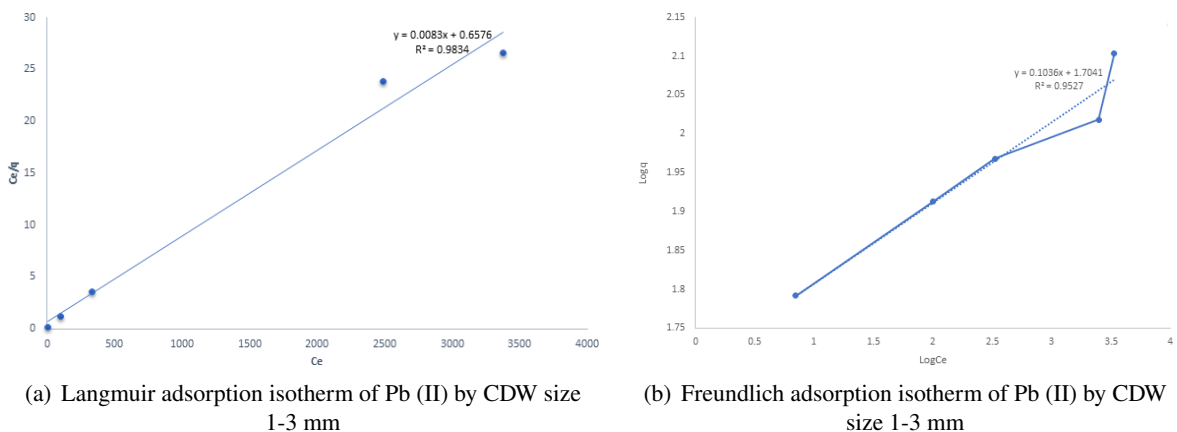 30
25
20
15
10
5
0
Ce/q
y = 0.0083x + 0.6576
R² = 0.9834
0 500 1000 1500 2000 2500 3000 3500 4000
Ce
(a) Langmuir adsorption isotherm of Pb (II) by CDW size
1-3 mm
2.15
2.1
2.05
2
1.95
1.9
1.85
1.8
1.75
Log q
y = 0.1036x + 1.7041
R² = 0.9527
0 0.5 1 1.5 2 2.5 3 3.5 4
LogCe
(b) Freundlich adsorption isotherm of Pb (II) by CDW
size 1-3 mm